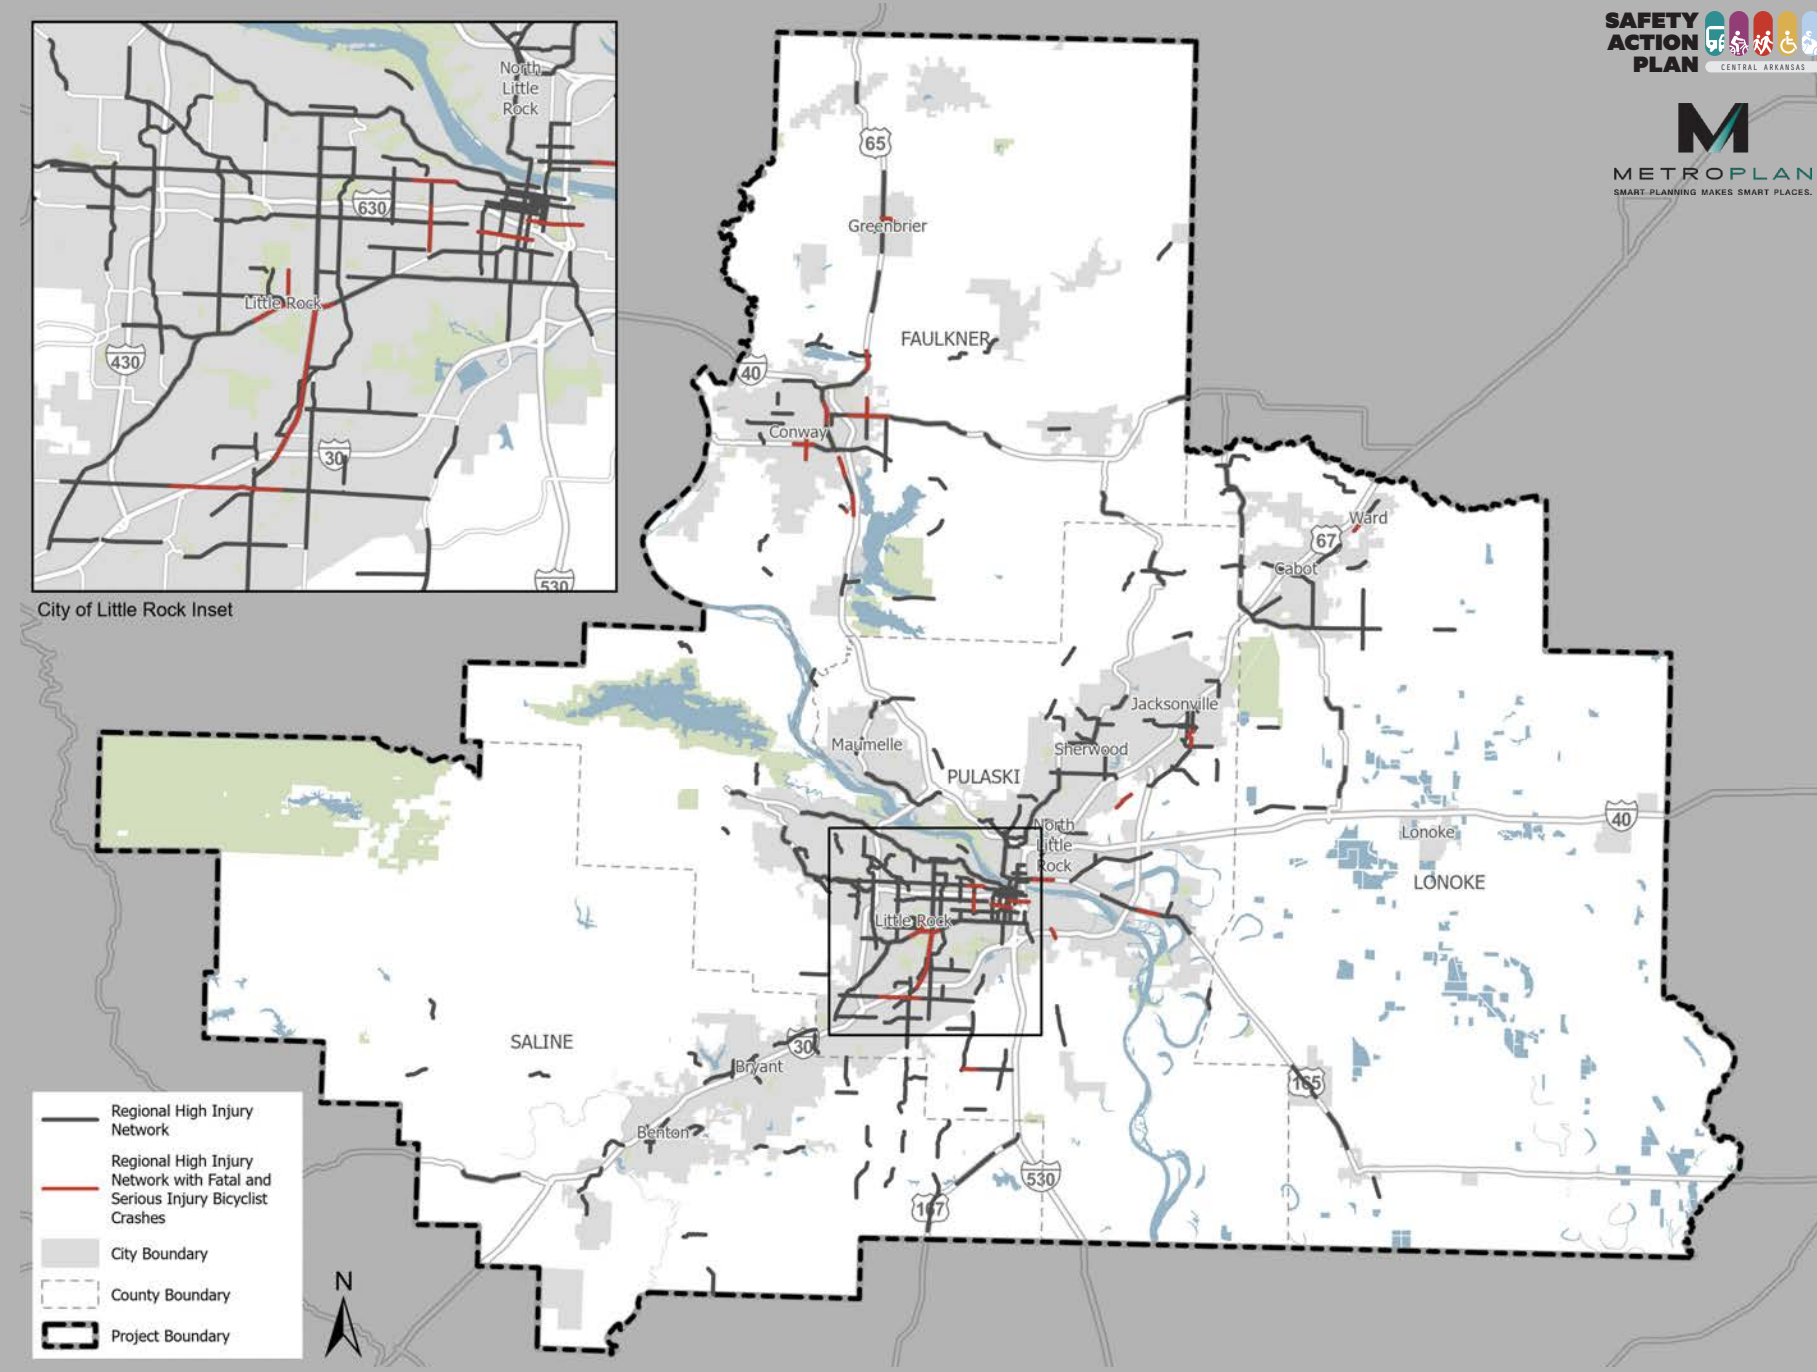 SAFETY
ACTION
PLAN
CENTRAL ARKANSAS
METROPLAN
SMART PLANNING MAKES SMART PLACES.
North
Little
Rock
630
Little Rock
430
30
530
City of Little Rock Inset
65
Greenbrier
FAULKNER
40
Conway
Ward
67
Cabot
Jacksonville
Maumelle
Sherwood
PULASKI
North
Little
Rock
40
Lonoke
LONOKE
Little Rock
SALINE
30
Bryant
165
Benton
530
167
Regional High Injury
Network
Regional High Injury
Network with Fatal and
Serious Injury Bicyclist
Crashes
City Boundary
County Boundary
Project Boundary
N